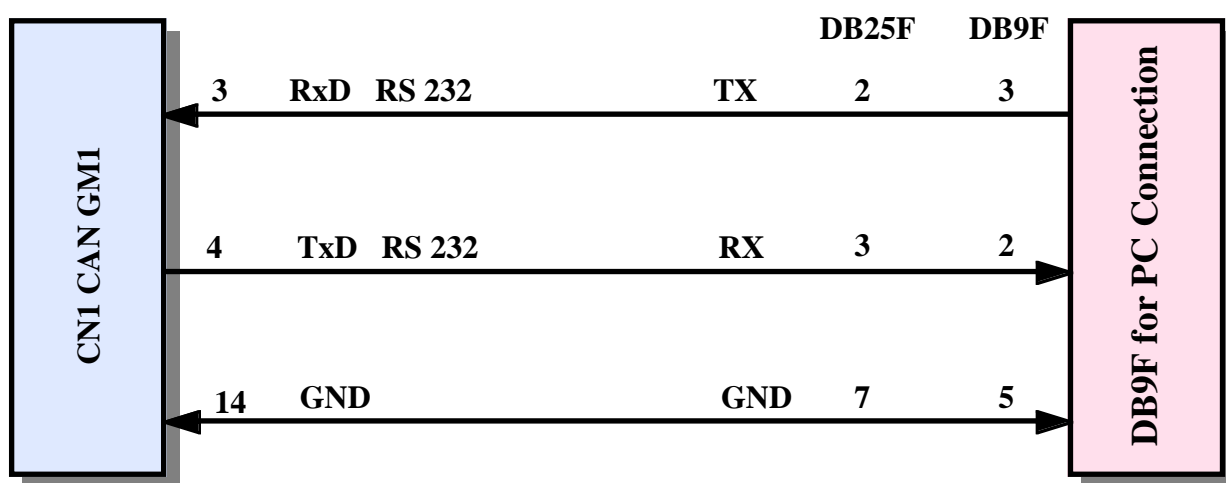 DB25F DB9F
3 RxD RS 232 TX 2 3
4 TxD RS 232 RX 3 2
14 GND GND 7 5
CN1 CAN GM1
DB9F for PC Connection